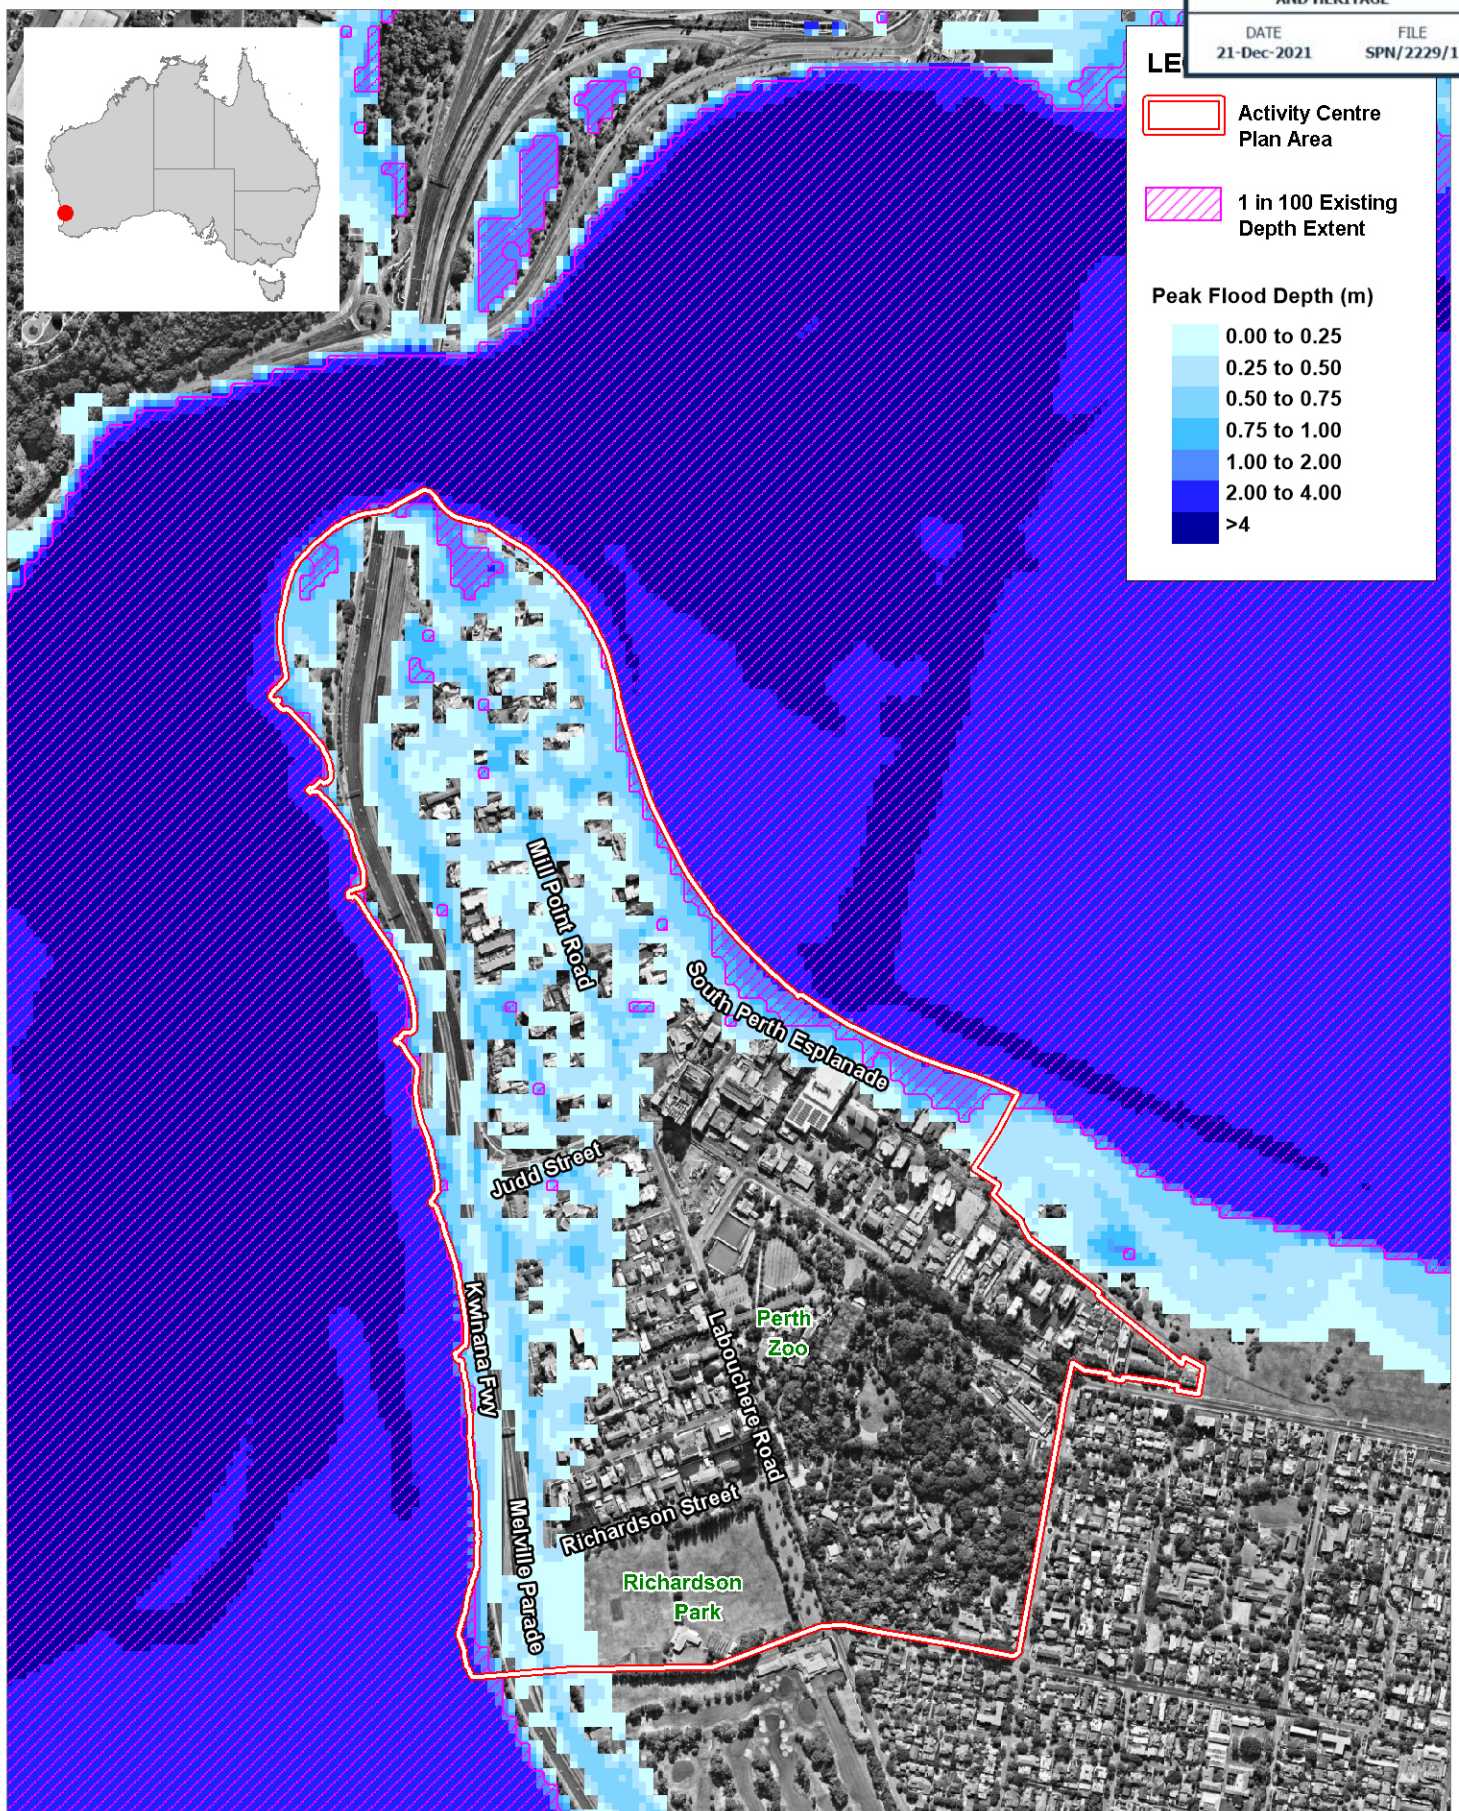 AND HERITAGE
DATE FILE
21-Dec-2021 SPN/2229/1
LE
Activity Centre
Plan Area
1 in 100 Existing
Depth Extent
Peak Flood Depth (m)
0.00 to 0.25
0.25 to 0.50
0.50 to 0.75
0.75 to 1.00
1.00 to 2.00
2.00 to 4.00
>4
Mill Point Road
South Perth Esplanade
Judd Street
Kwinana Fwy
Labouchere Road
Perth
Zoo
Richardson Street
Melville Parade
Richardson
Park